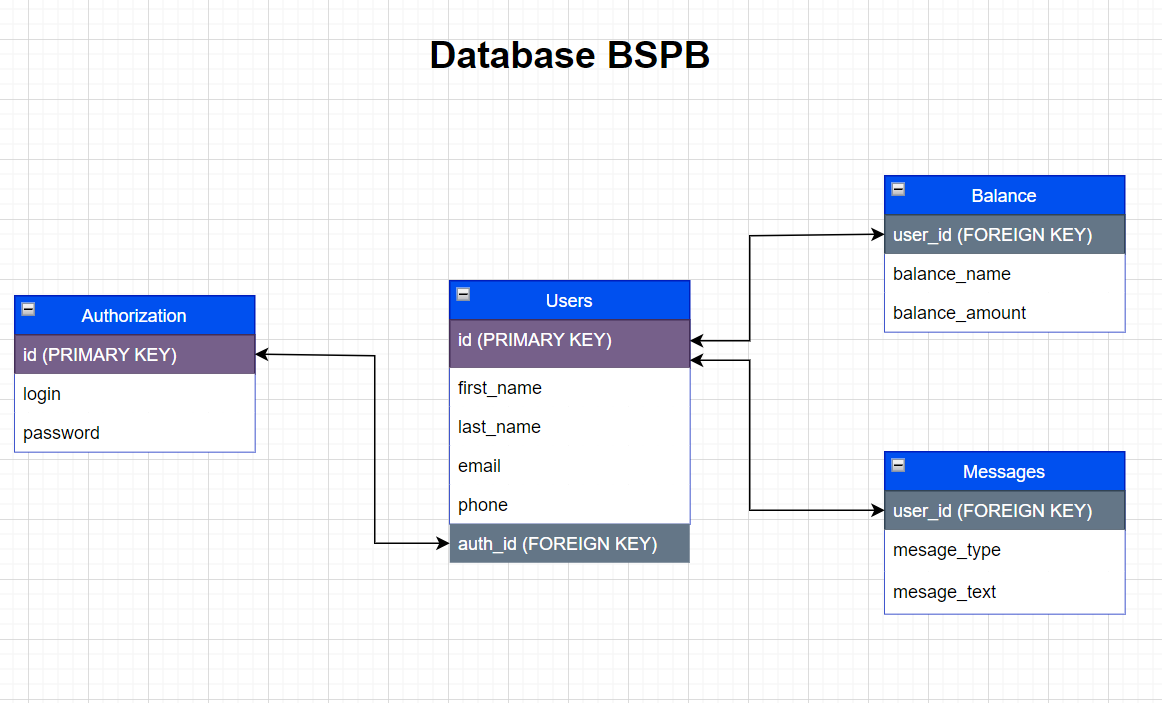 Database BSPB
Authorization
id (PRIMARY KEY)
login
password
Users
id (PRIMARY KEY)
first_name
last_name
email
phone
auth_id (FOREIGN KEY)
Balance
user_id (FOREIGN KEY)
balance_name
balance_amount
Messages
user_id (FOREIGN KEY)
mesage_type
mesage_text